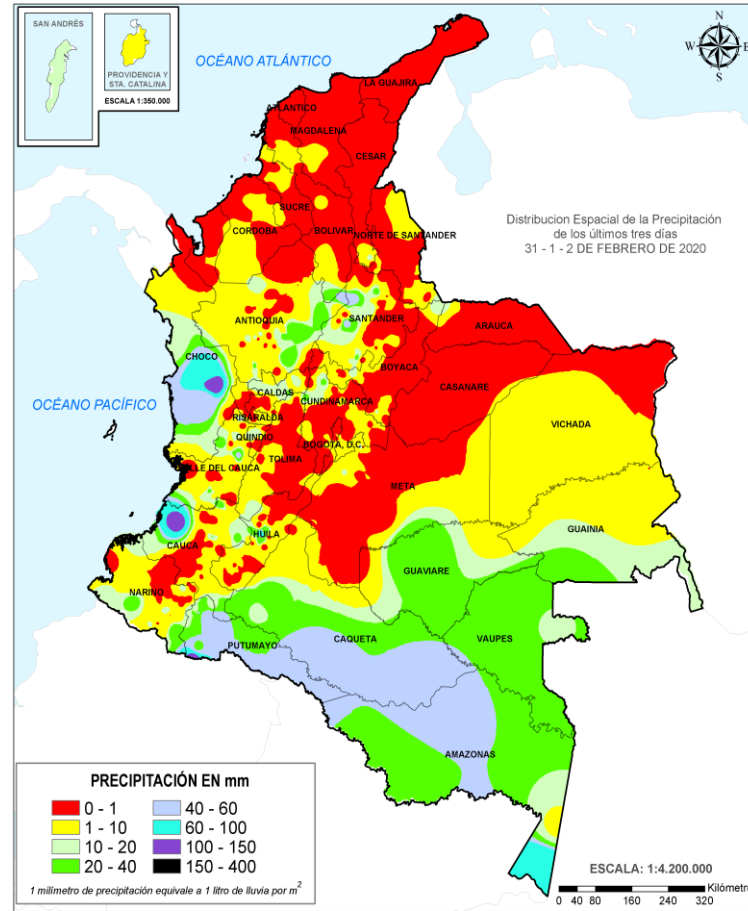 SAN ANDRÉS
PROVIDENCIA Y
STA. CATALINA
ESCALA 1:350.000
OCÉANO ATLÁNTICO
N
W
E
S
LA GUAJIRA
ATLANTICO
MAGDALENA
CESAR
SUCRE
CORDOBA
BOLIVAR
NORTE DE SANTANDER
Distribucion Espacial de la Precipitación
de los últimos tres días
31 - 1 - 2 DE FEBRERO DE 2020
ANTIOQUIA
SANTANDER
ARAUCA
CHOCO
BOYACA
CASANARE
OCÉANO PACÍFICO
CALDAS
CUNDINAMARCA
RISARALDA
VICHADA
QUINDIO
BOGOTA, D.C.
TOLIMA
VALLE DEL CAUCA
META
GUAINIA
HUILA
CAUCA
GUAVIARE
NARIÑO
CAQUETA
VAUPES
PUTUMAYO
AMAZONAS
PRECIPITACIÓN EN mm
0 - 1
40 - 60
1 - 10
60 - 100
10 - 20
100 - 150
20 - 40
150 - 400
1 milímetro de precipitación equivale a 1 litro de lluvia por m²
ESCALA: 1:4.200.000
0 40 80 160 240 320 Kilómetr